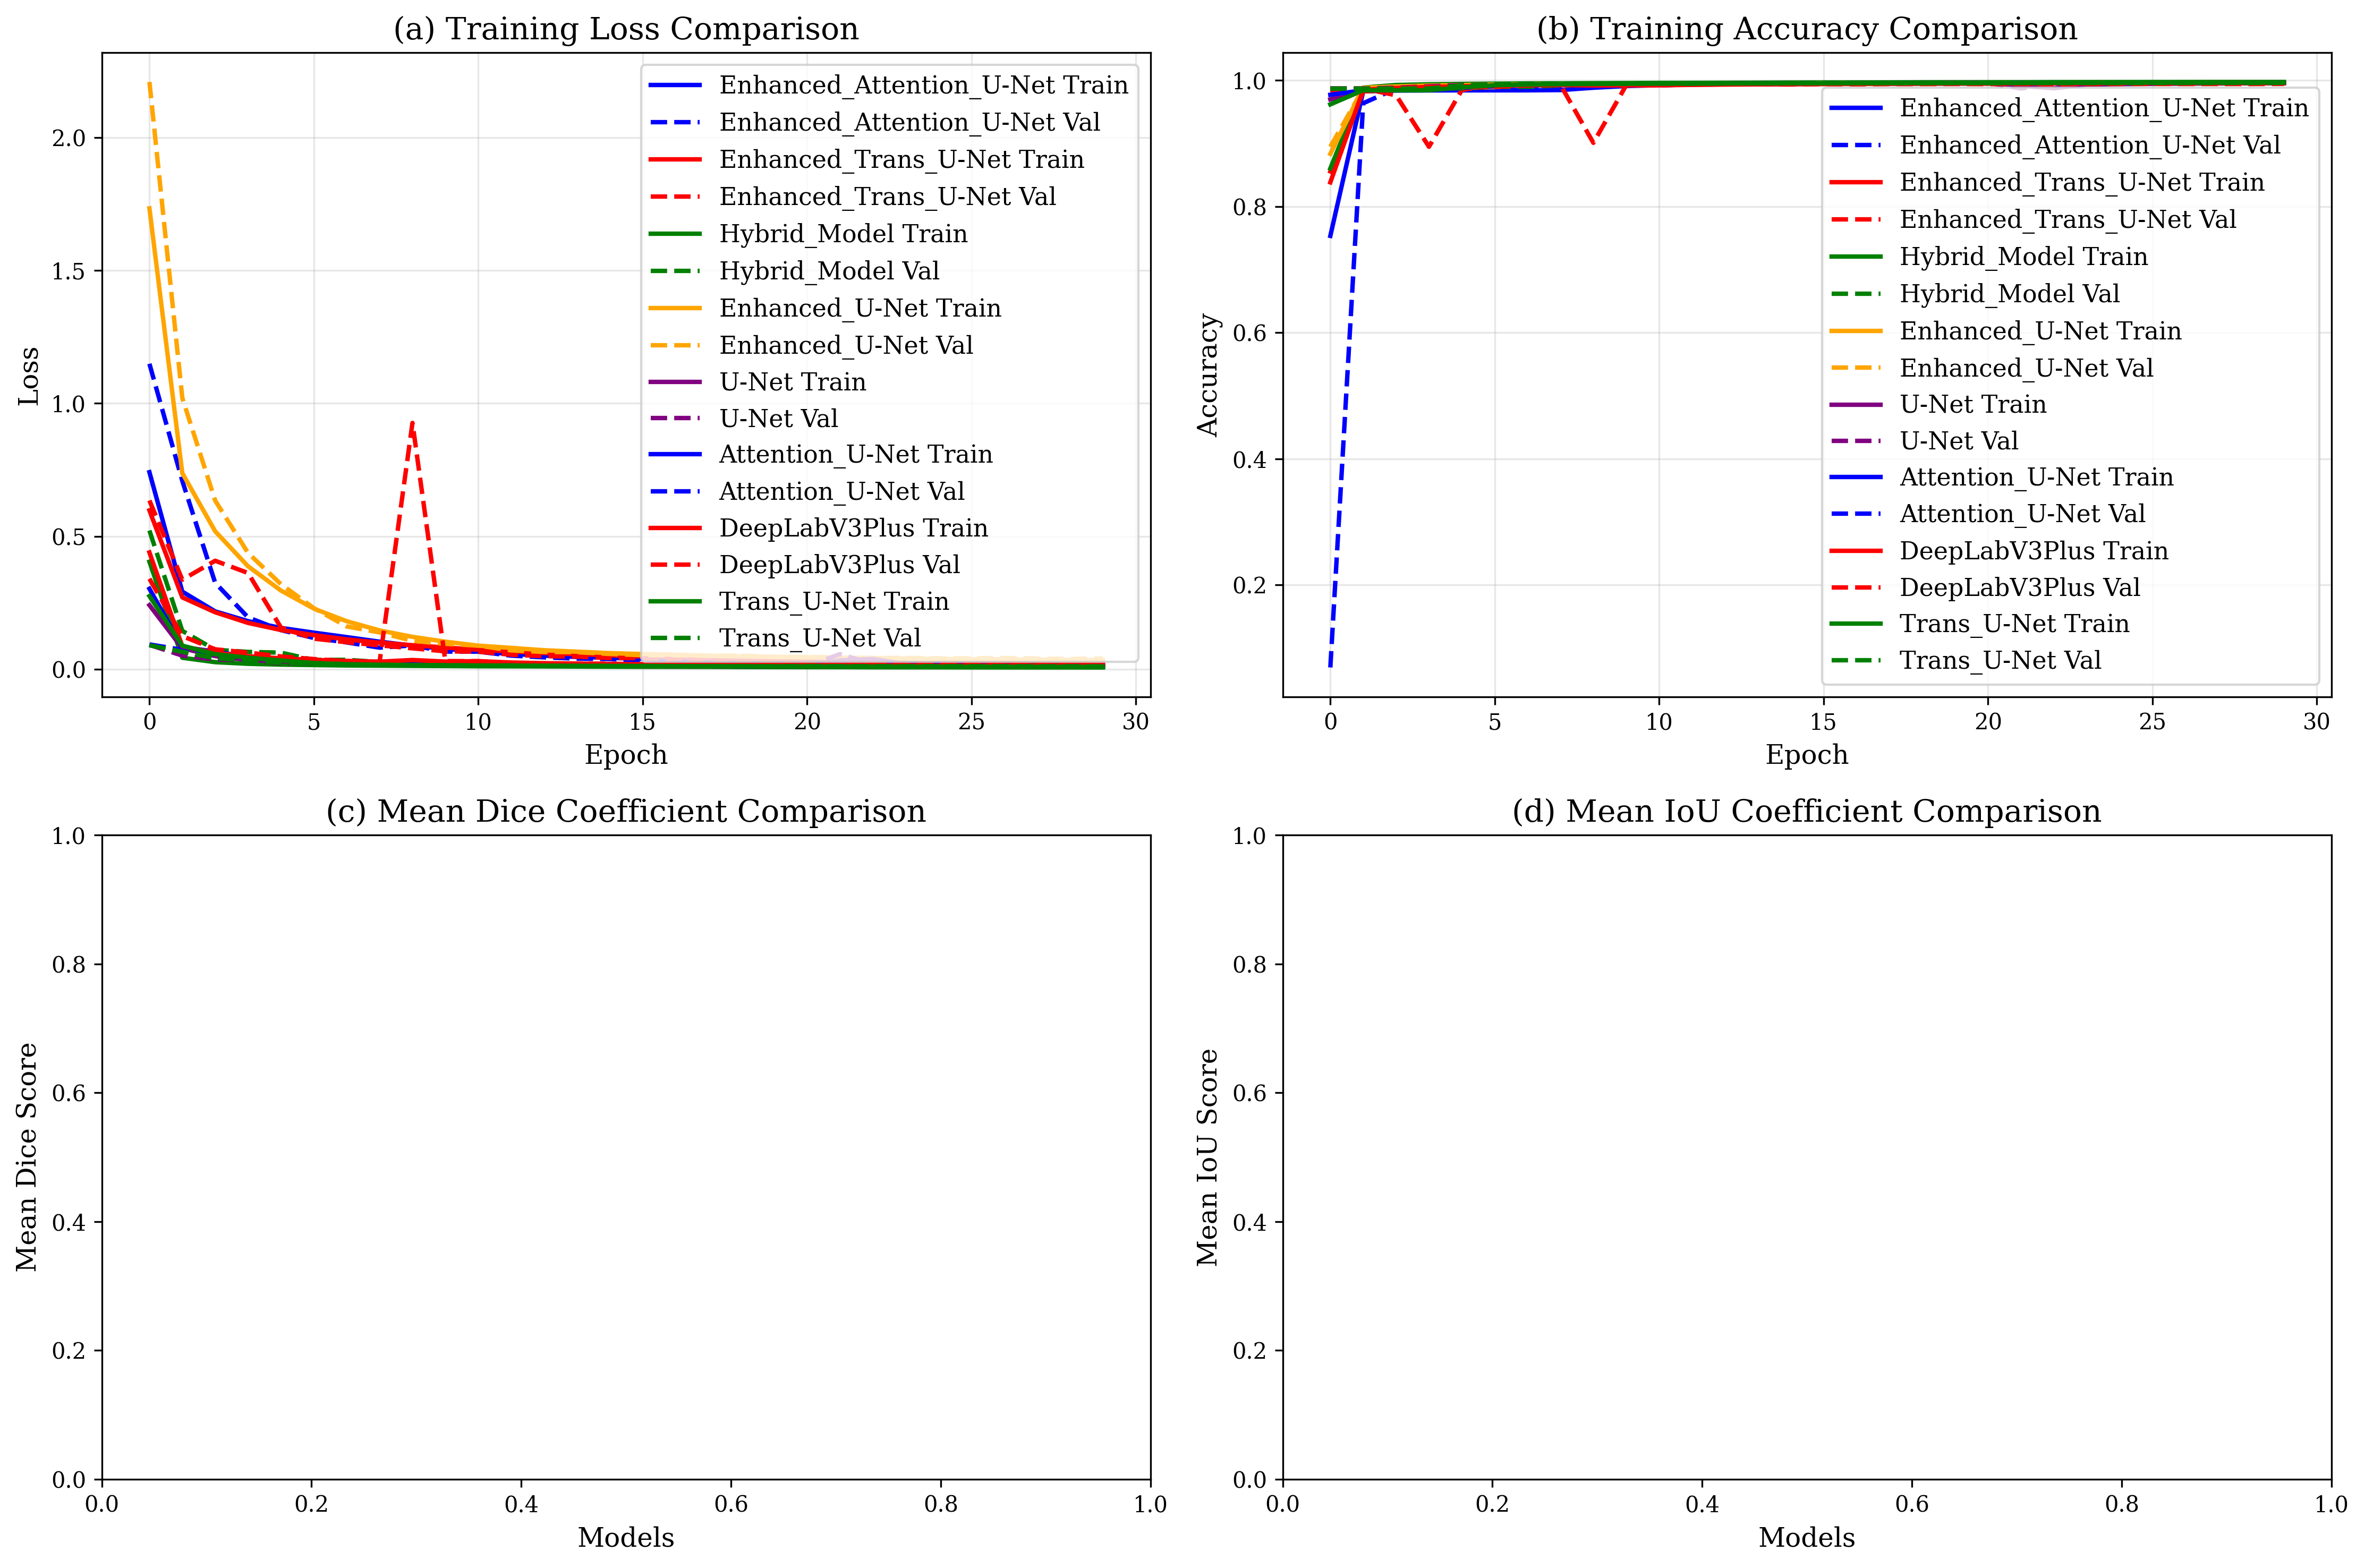 (a) Training Loss Comparison
Loss
2.0
1.5
1.0
0.5
0.0
0 5 10 15 20 25 30
Epoch
Enhanced_Attention_U-Net Train
Enhanced_Attention_U-Net Val
Enhanced_Trans_U-Net Train
Enhanced_Trans_U-Net Val
Hybrid_Model Train
Hybrid_Model Val
Enhanced_U-Net Train
Enhanced_U-Net Val
U-Net Train
U-Net Val
Attention_U-Net Train
Attention_U-Net Val
DeepLabV3Plus Train
DeepLabV3Plus Val
Trans_U-Net Train
Trans_U-Net Val
(b) Training Accuracy Comparison
Accuracy
1.0
0.8
0.6
0.4
0.2
0 5 10 15 20 25 30
Epoch
Enhanced_Attention_U-Net Train
Enhanced_Attention_U-Net Val
Enhanced_Trans_U-Net Train
Enhanced_Trans_U-Net Val
Hybrid_Model Train
Hybrid_Model Val
Enhanced_U-Net Train
Enhanced_U-Net Val
U-Net Train
U-Net Val
Attention_U-Net Train
Attention_U-Net Val
DeepLabV3Plus Train
DeepLabV3Plus Val
Trans_U-Net Train
Trans_U-Net Val
(c) Mean Dice Coefficient Comparison
Mean Dice Score
1.0
0.8
0.6
0.4
0.2
0.0
0.0 0.2 0.4 0.6 0.8 1.0
Models
(d) Mean IoU Coefficient Comparison
Mean IoU Score
1.0
0.8
0.6
0.4
0.2
0.0
0.0 0.2 0.4 0.6 0.8 1.0
Models